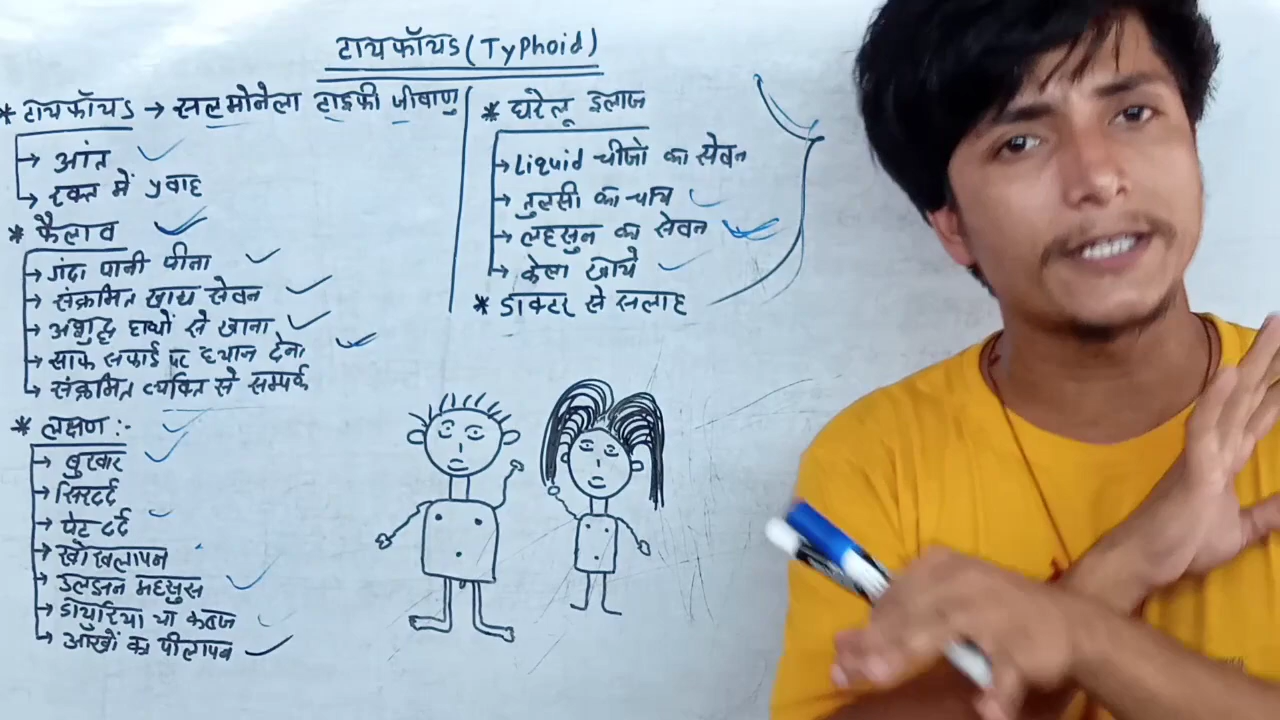 टायफॉयड (Typhoid)
* टायफॉयड → सलमोनेला टाइफी जीवाणु
→ आंत
→ रक्त में प्रवाह
* फैलाव
→ गंदा पानी पीना
→ संक्रमित खाद्य सेवन
→ अशुद्ध हाथों से खाना
→ साफ सफाई पर ध्यान देना
→ संक्रमित व्यक्ति से सम्पर्क
* लक्षण :-
→ बुखार
→ सिरदर्द
→ पेट दर्द
→ खोखलापन
→ उलझन महसुस
→ डायुरिया या कब्ज
→ आखों का पीलापन
* घरेलू इलाज
→ Liquid चीजो का सेवन
→ तुलसी का चाय
→ लहसुन का सेवन
→ केला खाये
* डाक्टर से सलाह